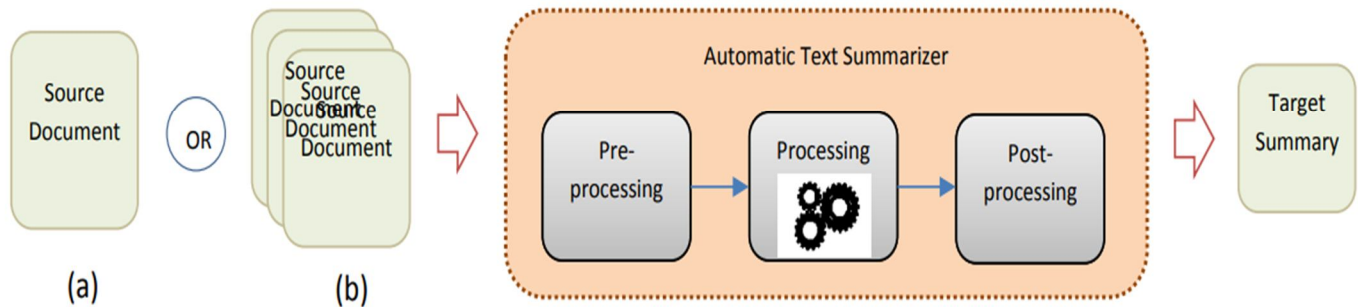 Source
Document
(a)
OR
Source
Document
Source
Document
Source
Document
(b)
Automatic Text Summarizer
Pre-
processing
Processing
Post-
processing
Target
Summary